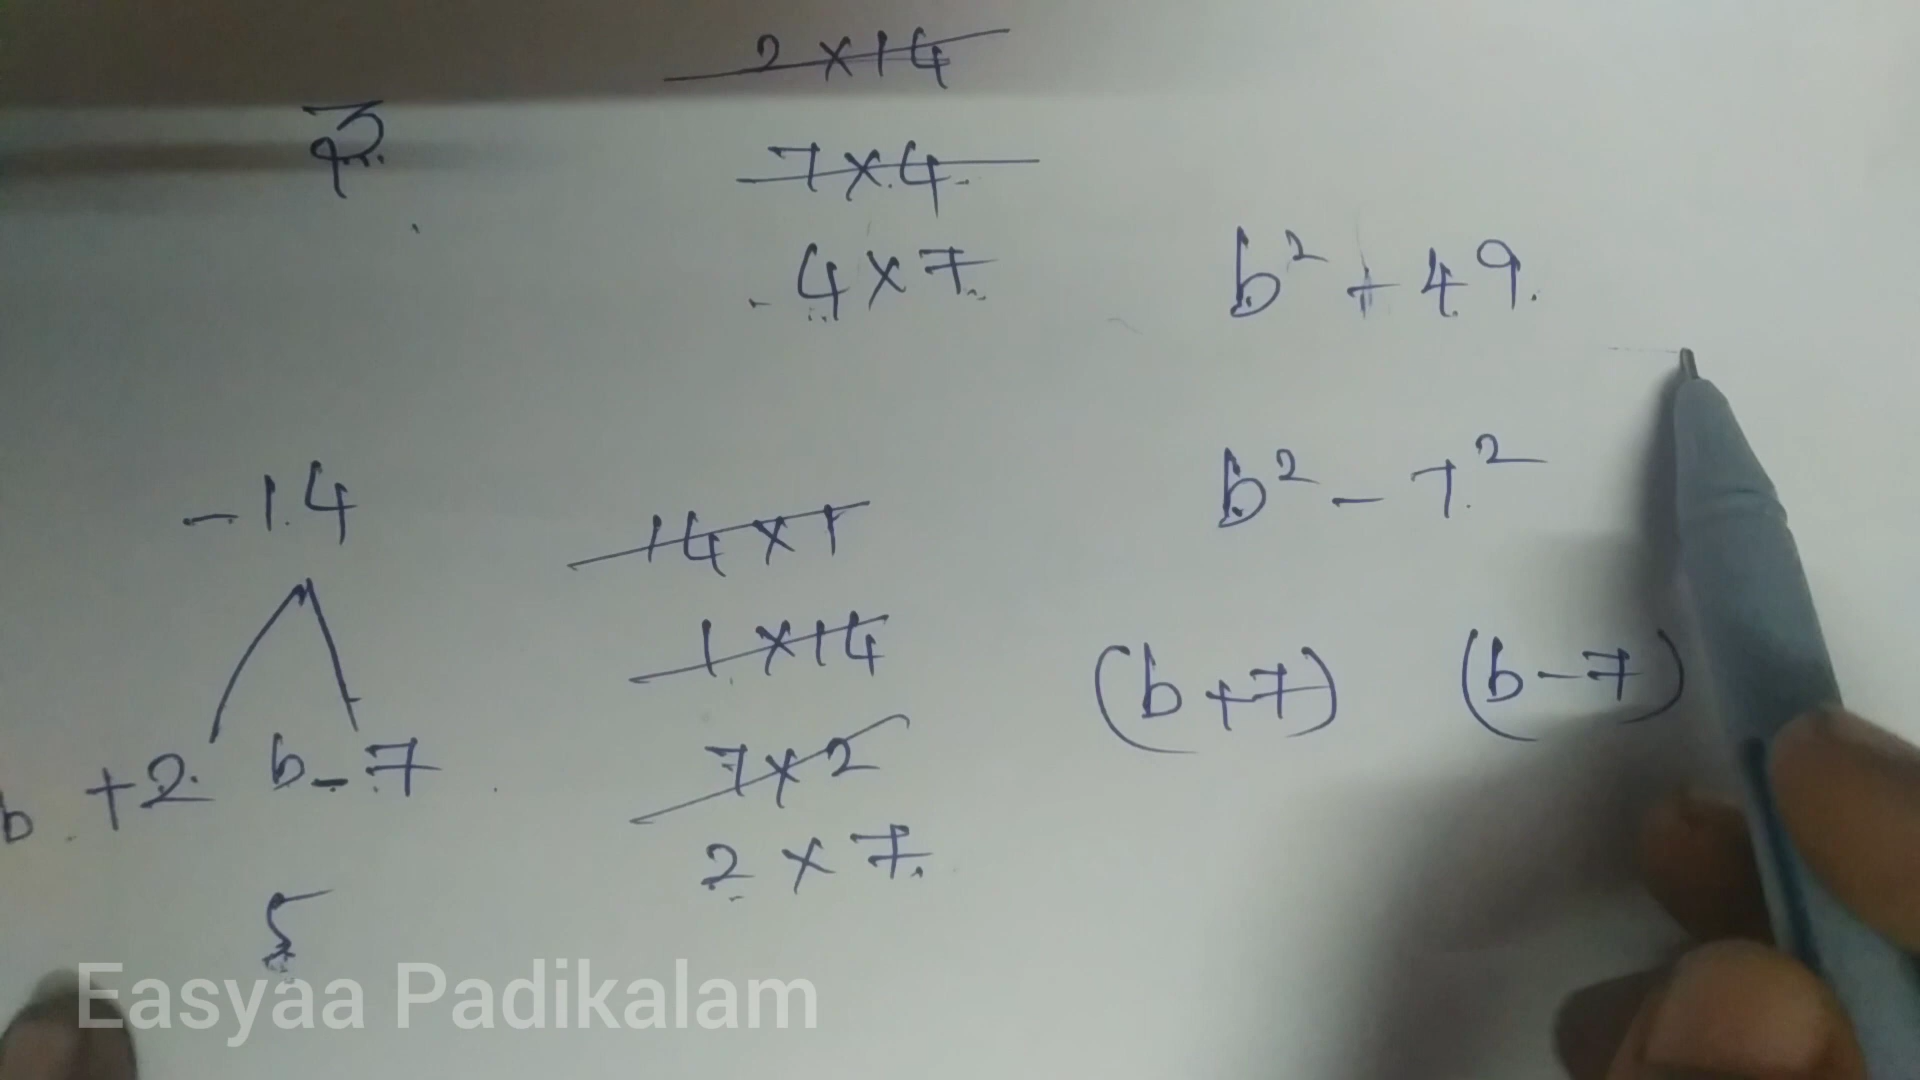 2 × 14
3
7 × 4
4 × 7
b² + 49.
-14
b² - 7²
14 × 1
1 × 14
(b + 7) (b - 7)
b + 2 b - 7
7 × 2
2 × 7
5
Easyaa Padikalam